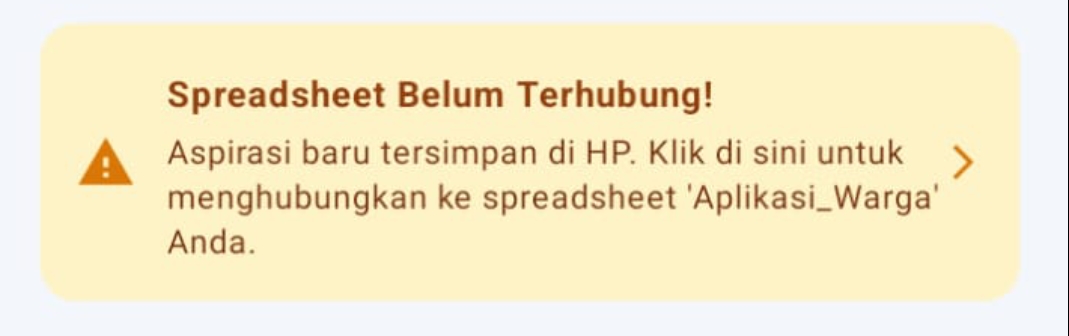 Spreadsheet Belum Terhubung!
Aspirasi baru tersimpan di HP. Klik di sini untuk
menghubungkan ke spreadsheet 'Aplikasi_Warga'
Anda.